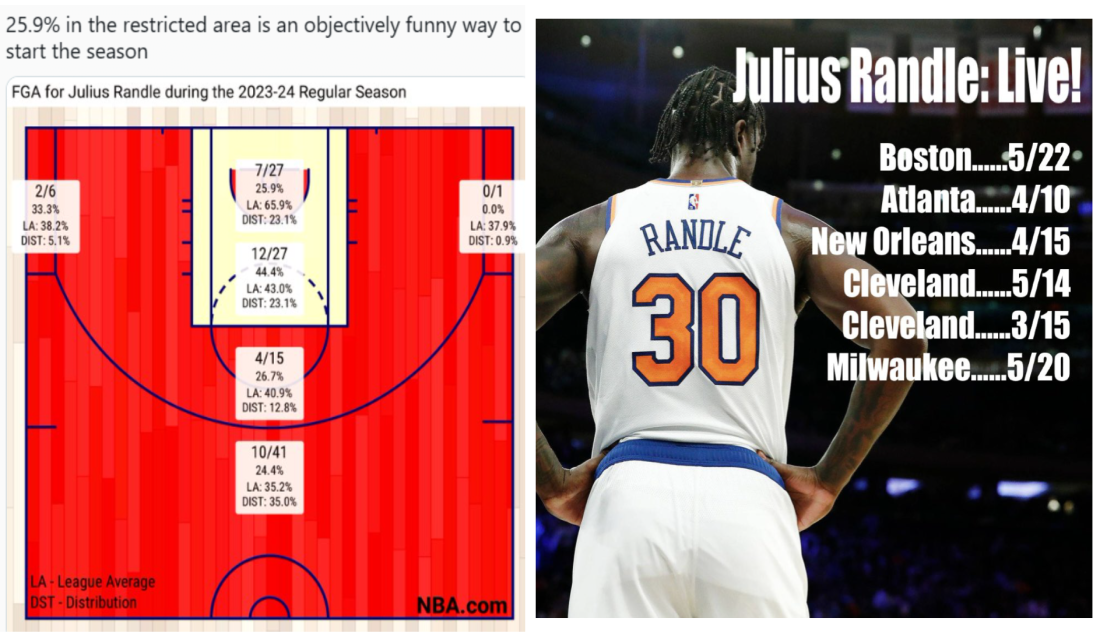 25.9% in the restricted area is an objectively funny way to
start the season
FGA for Julius Randle during the 2023-24 Regular Season
7/27
25.9%
LA: 65.9%
DIST: 23.1%
2/6
33.3%
LA: 38.2%
DIST: 5.1%
0/1
0.0%
LA: 37.9%
DIST: 0.9%
12/27
44.4%
LA: 43.0%
DIST: 23.1%
4/15
26.7%
LA: 40.9%
DIST: 12.8%
10/41
24.4%
LA: 35.2%
DIST: 35.0%
LA - League Average
DST - Distribution
NBA.com
Julius Randle: Live!
Boston......5/22
Atlanta......4/10
New Orleans......4/15
Cleveland......5/14
Cleveland......3/15
Milwaukee......5/20
RANDLE
30